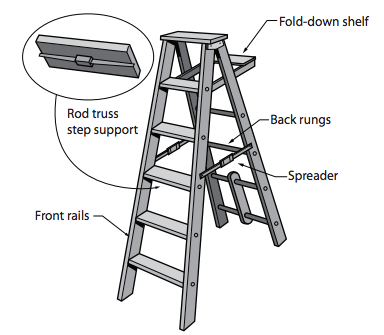 Fold-down shelf
Rod truss
step support
Back rungs
Spreader
Front rails